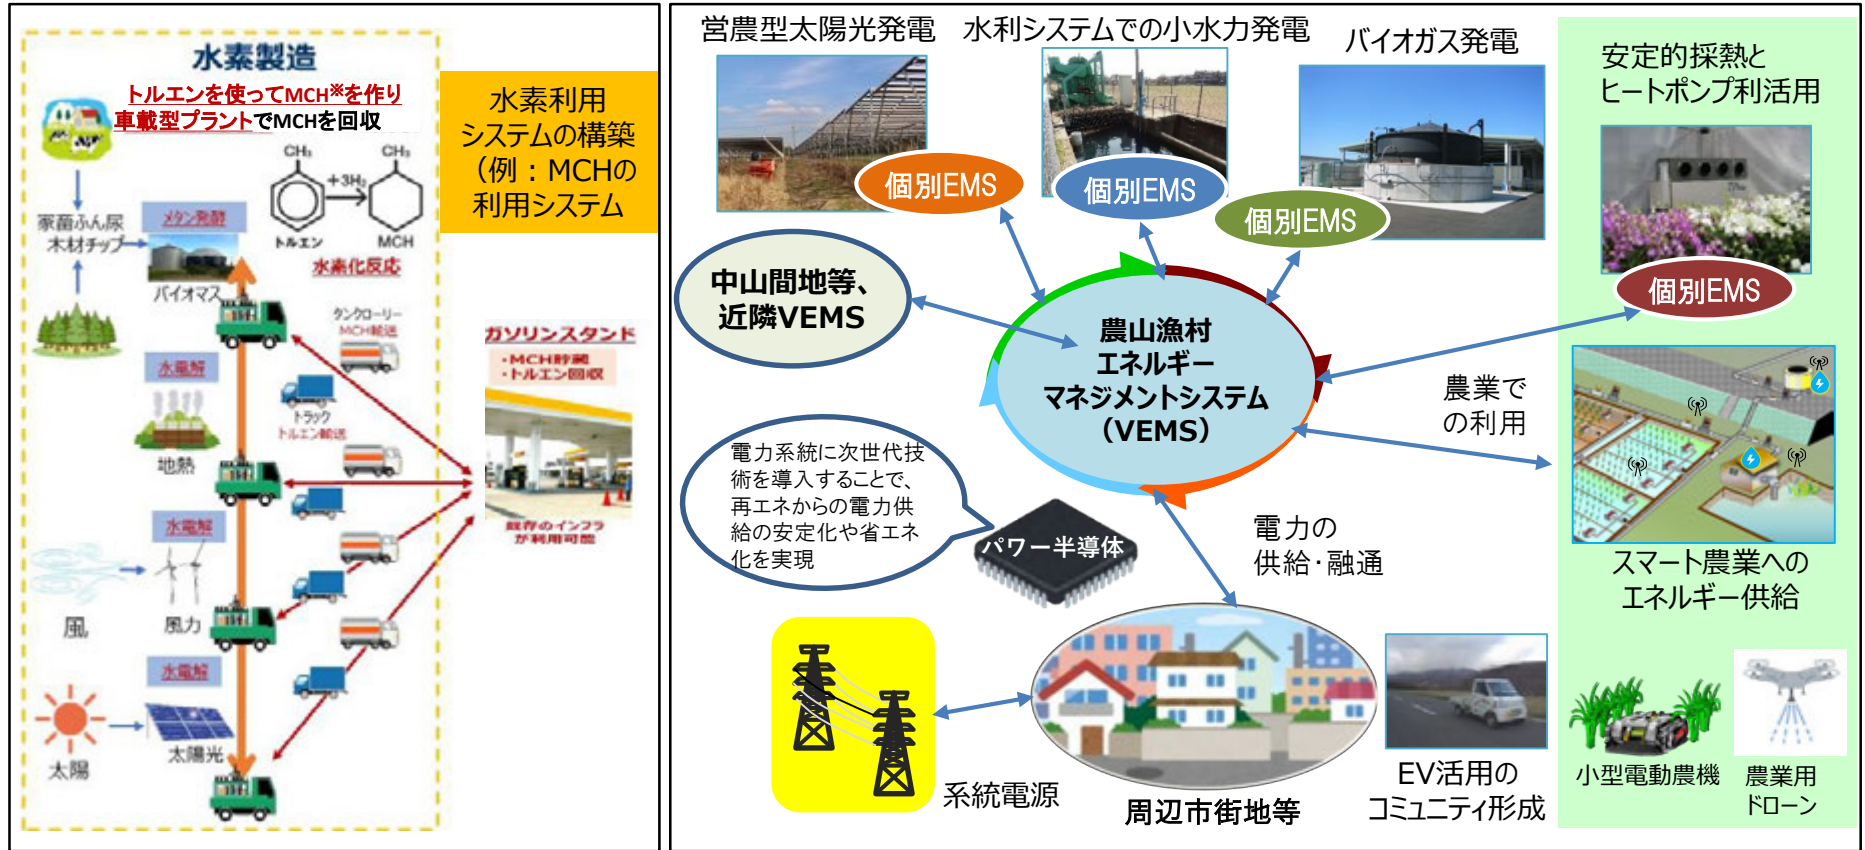 水素製造
トルエンを使ってMCH※を作り
車載型プラントでMCHを回収
CH₃
CH₃
+3H₂
トルエン
MCH
水素化反応
家畜ふん尿
木材チップ
メタン発酵
バイオマス
タンクローリー
MCH輸送
水電解
地熱
トラック
トルエン輸送
水電解
風
風力
水電解
太陽
太陽光
ガソリンスタンド
・MCH貯蔵
・トルエン回収
既存のインフラ
が利用可能
水素利用
システムの構築
（例：MCHの
利用システム
営農型太陽光発電
水利システムでの小水力発電
バイオガス発電
個別EMS
個別EMS
個別EMS
中山間地等、
近隣VEMS
農山漁村
エネルギー
マネジメントシステム
（VEMS）
電力系統に次世代技
術を導入することで、
再エネからの電力供
給の安定化や省エネ
化を実現
パワー半導体
電力の
供給・融通
農業で
の利用
系統電源
周辺市街地等
EV活用の
コミュニティ形成
安定的採熱と
ヒートポンプ利活用
個別EMS
スマート農業への
エネルギー供給
小型電動農機
農業用
ドローン